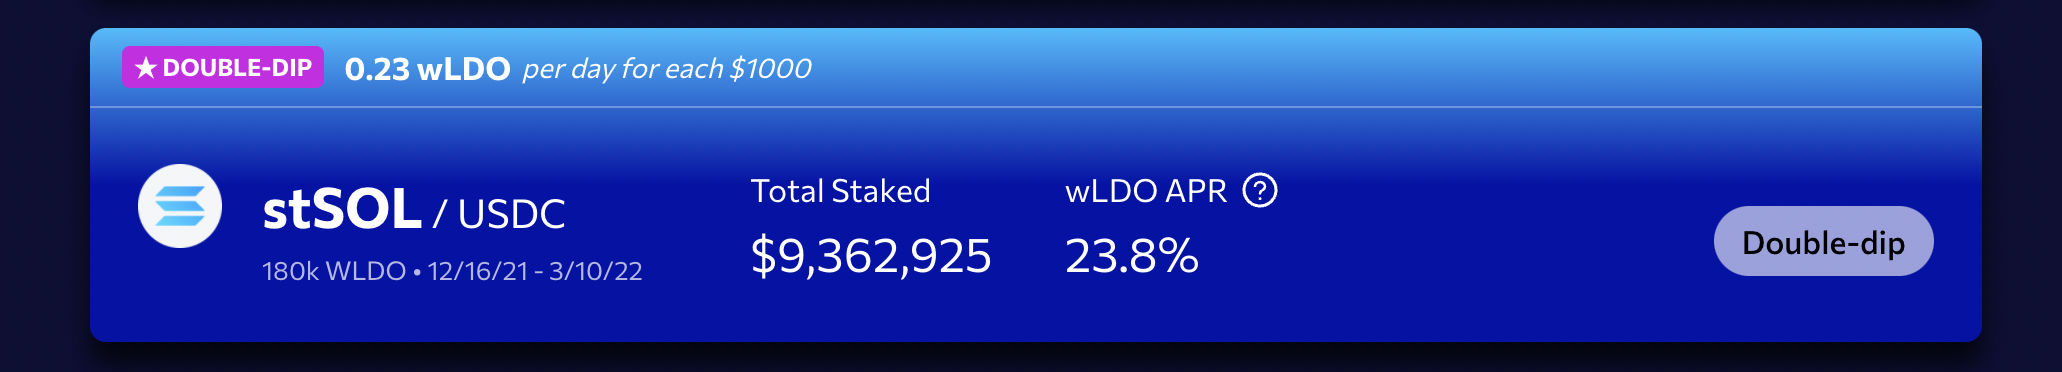 ★ DOUBLE-DIP 0.23 wLDO per day for each $1000
stSOL / USDC
180k WLDO • 12/16/21 - 3/10/22
Total Staked
$9,362,925
wLDO APR ?
23.8%
Double-dip